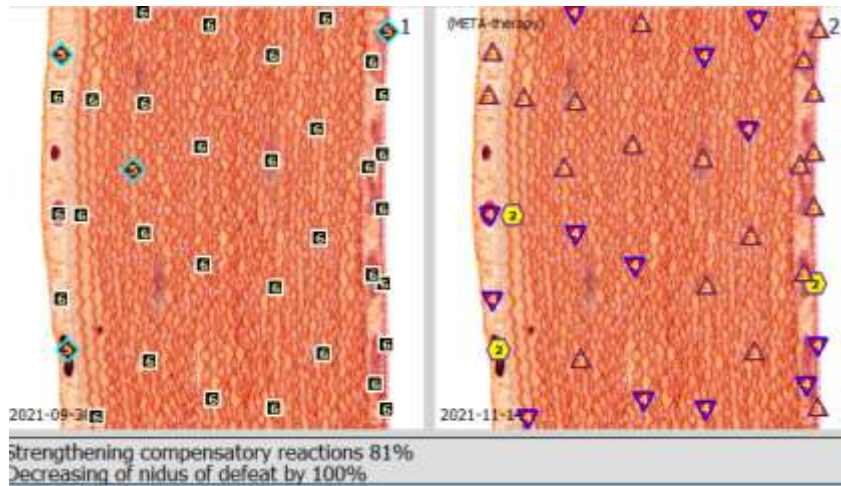 1
(META-therapy)
2
2021-09-3
2021-11-1
Strengthening compensatory reactions 81%
Decreasing of nidus of defeat by 100%